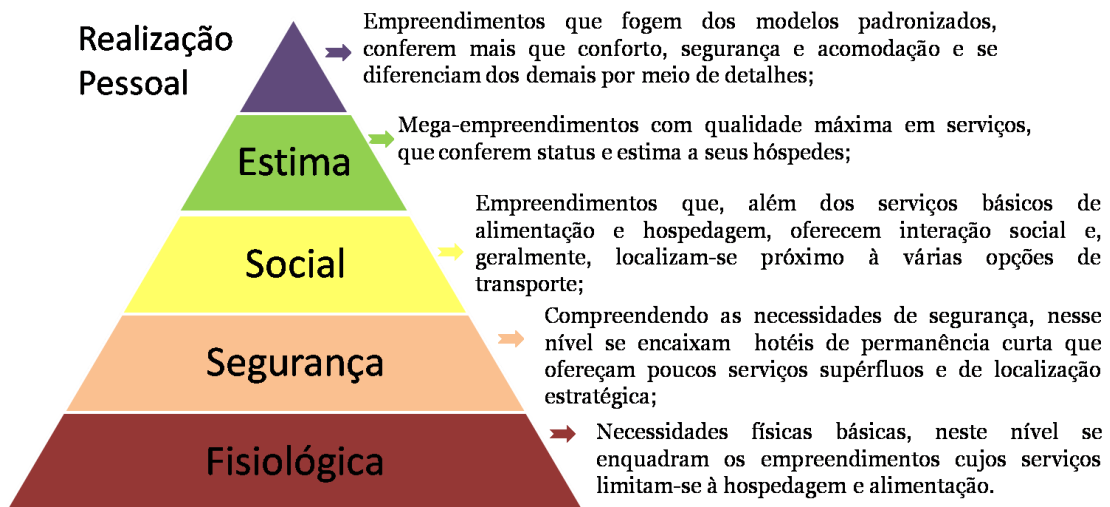 Realização
Pessoal
Empreendimentos que fogem dos modelos padronizados,
conferem mais que conforto, segurança e acomodação e se
diferenciam dos demais por meio de detalhes;
Estima
Mega-empreendimentos com qualidade máxima em serviços,
que conferem status e estima a seus hóspedes;
Social
Empreendimentos que, além dos serviços básicos de
alimentação e hospedagem, oferecem interação social e,
geralmente, localizam-se próximo à várias opções de
transporte;
Segurança
Compreendendo as necessidades de segurança, nesse
nível se encaixam hotéis de permanência curta que
ofereçam poucos serviços supérfluos e de localização
estratégica;
Fisiológica
Necessidades físicas básicas, neste nível se
enquadram os empreendimentos cujos serviços
limitam-se à hospedagem e alimentação.